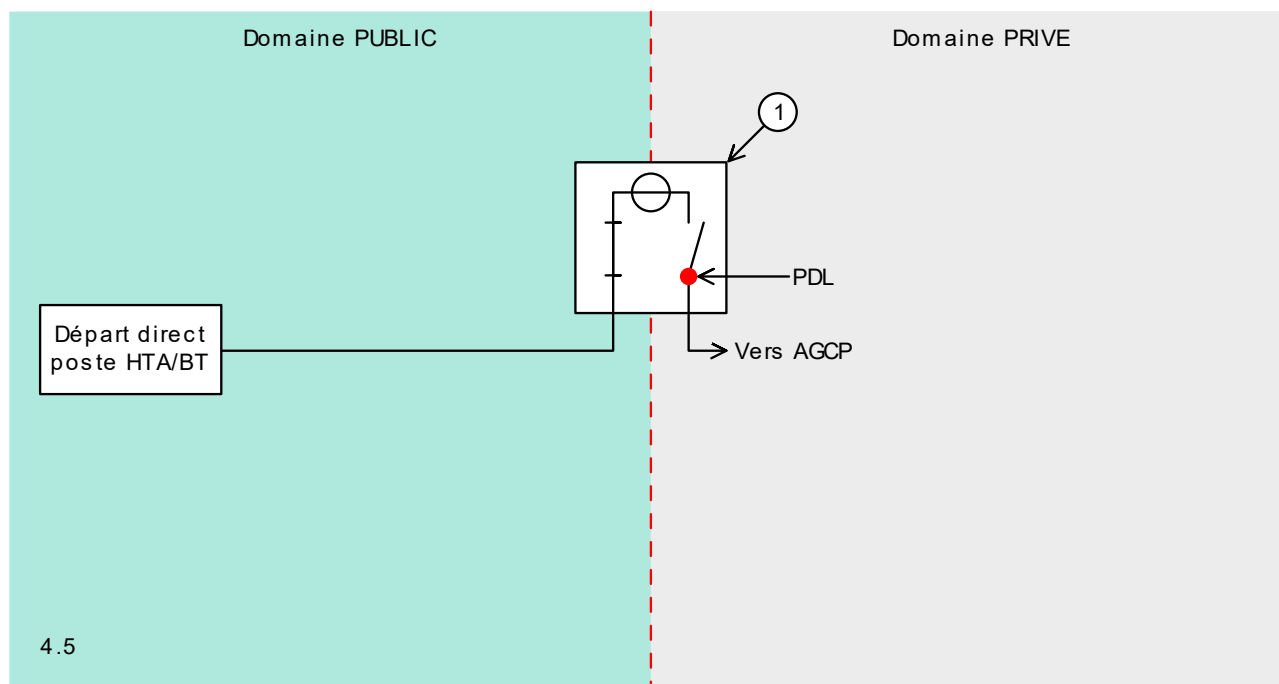 Domaine PUBLIC
Domaine PRIVE
1
PDL
Départ direct
poste HTA/BT
Vers AGCP
4.5